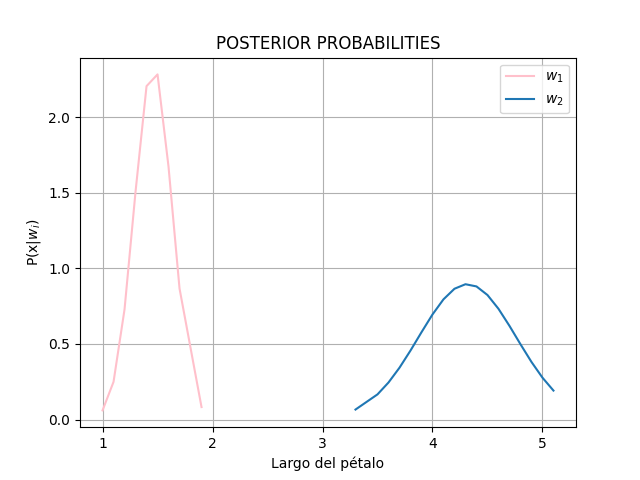 POSTERIOR PROBABILITIES
w₁
w₂
P(x|wᵢ)
2.0
1.5
1.0
0.5
0.0
1 2 3 4 5
Largo del pétalo